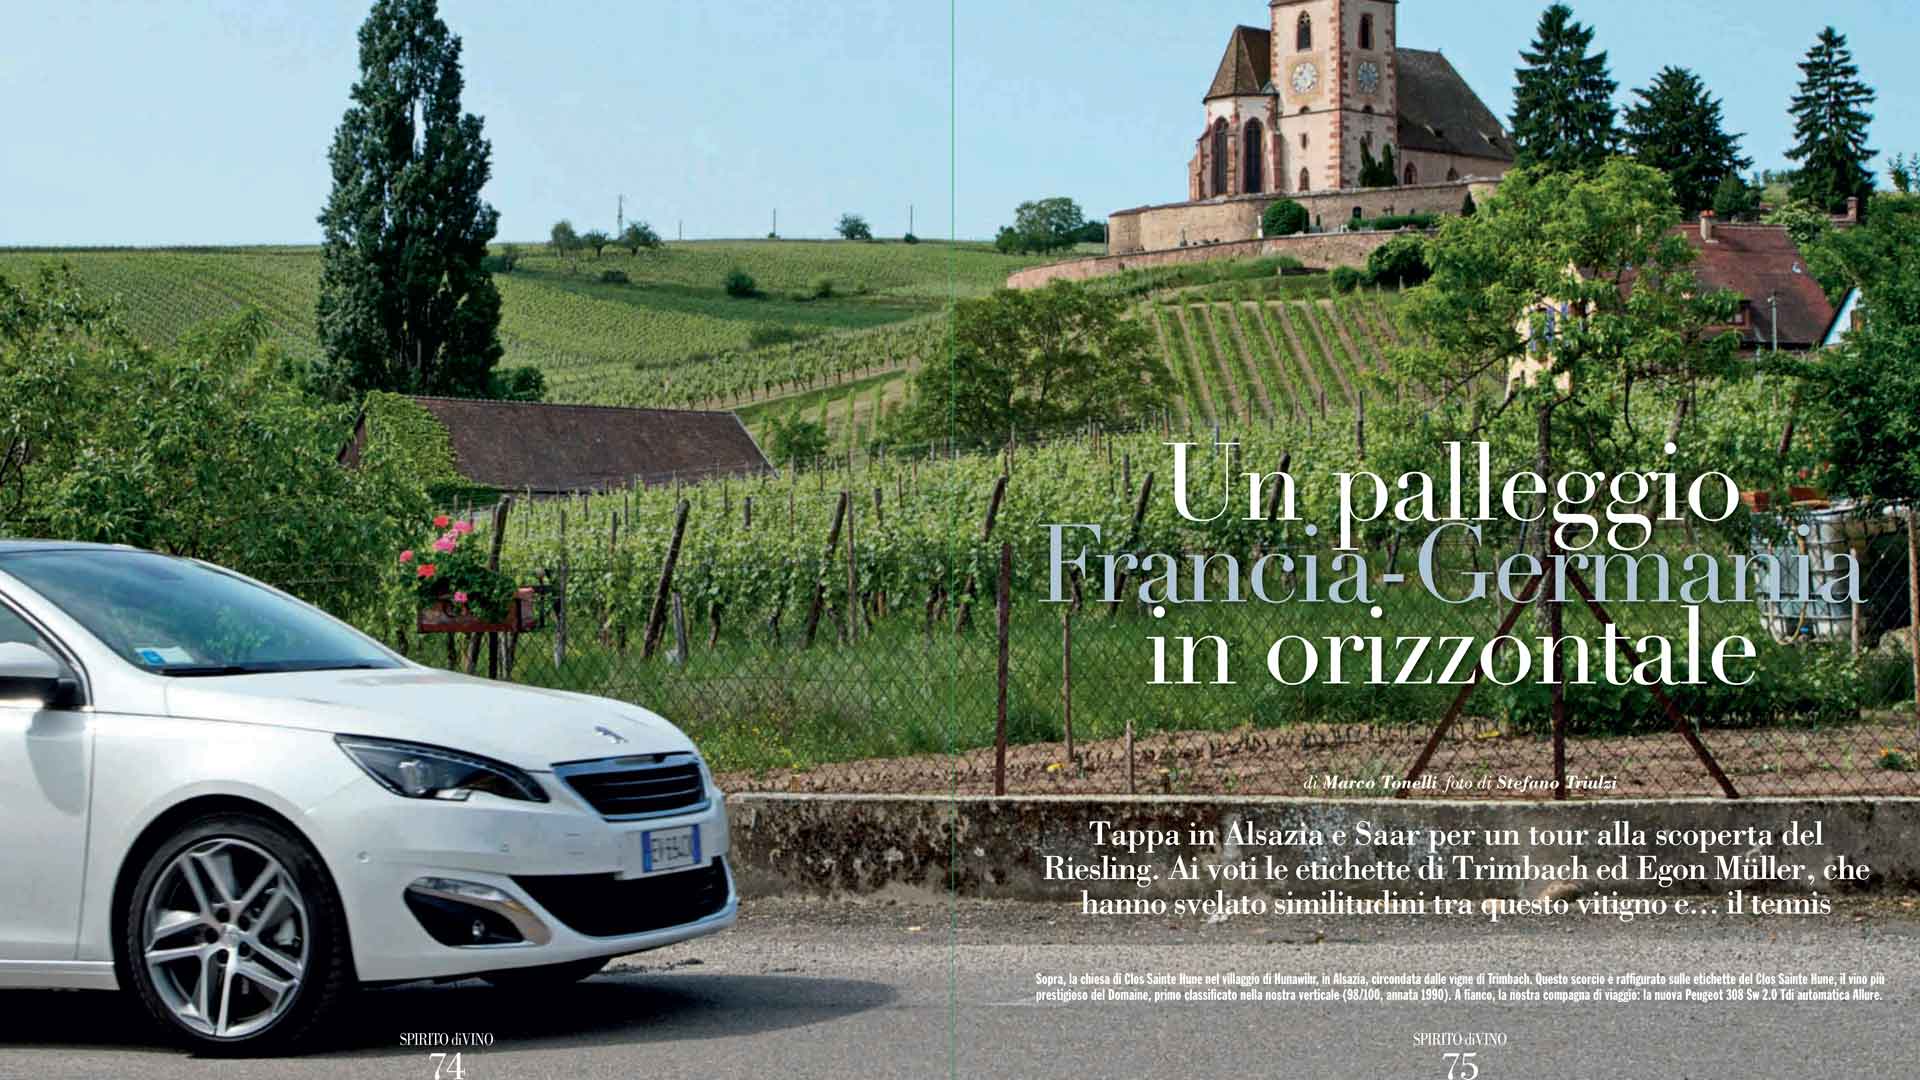 Un palleggio
Francia-Germania
in orizzontale
di Marco Tonelli foto di Stefano Triulzi
Tappa in Alsazia e Saar per un tour alla scoperta del
Riesling. Ai voti le etichette di Trimbach ed Egon Müller, che
hanno svelato similitudini tra questo vitigno e… il tennis
Sopra, la chiesa di Clos Sainte Hune nel villaggio di Hunawihr, in Alsazia, circondata dalle vigne di Trimbach. Questo scorcio è raffigurato sulle etichette del Clos Sainte Hune, il vino più
prestigioso del Domaine, primo classificato nella nostra verticale (98/100, annata 1990). A fianco, la nostra compagna di viaggio: la nuova Peugeot 308 Sw 2.0 Tdi automatica Allure.
SPIRITO diVINO
74
SPIRITO diVINO
75